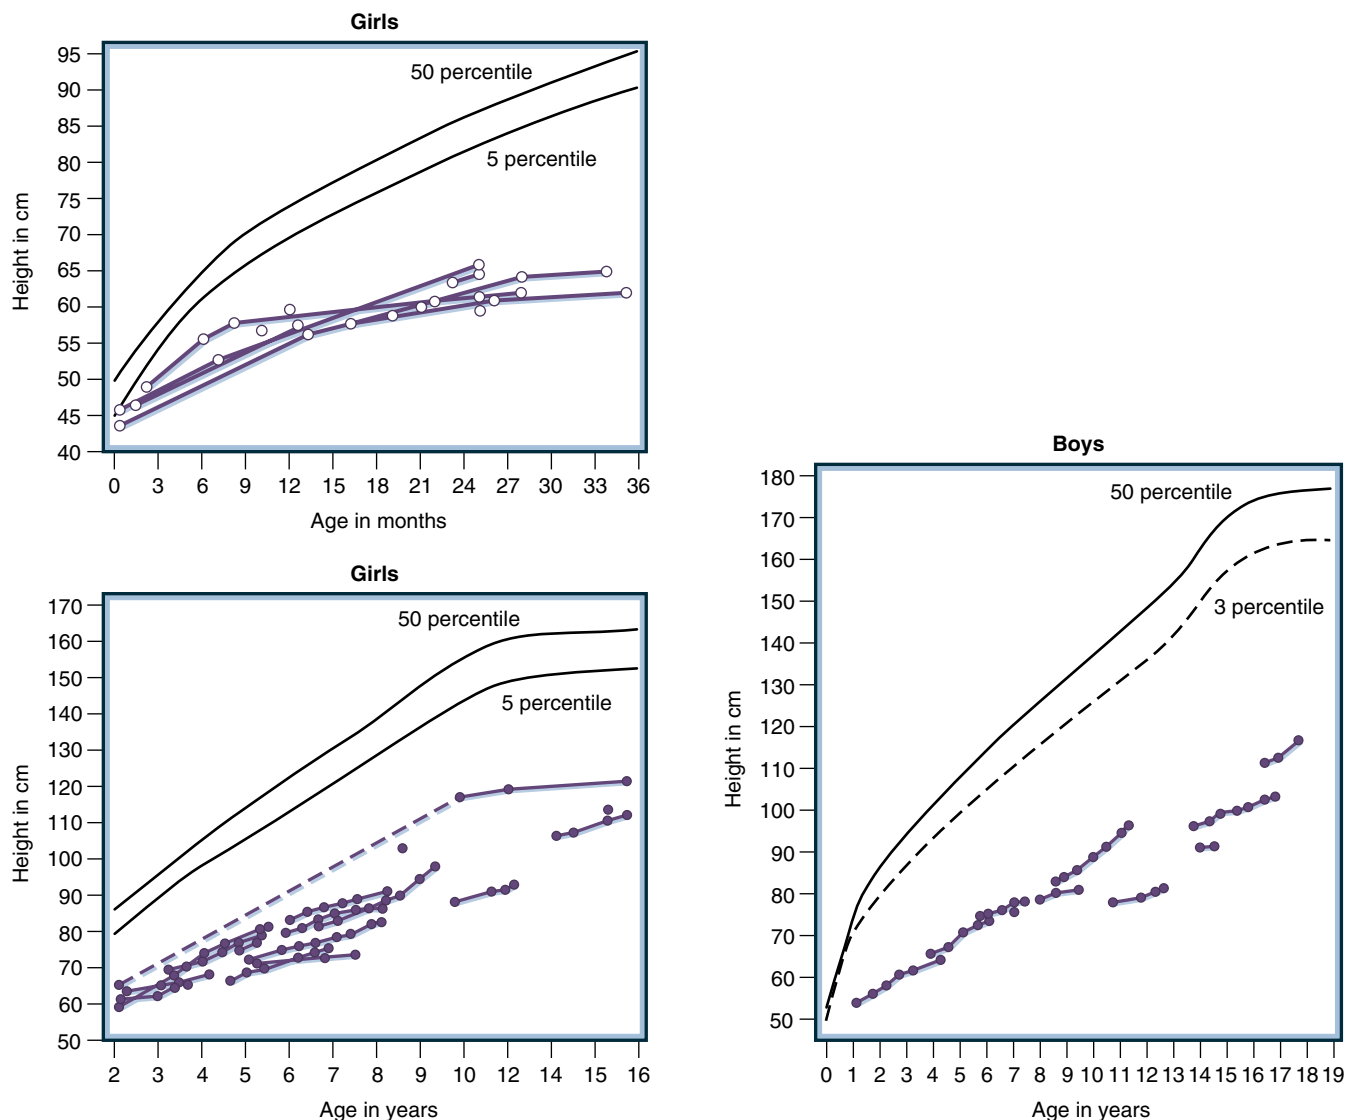 Girls
95
90
85
80
75
70
65
60
55
50
45
40
Height in cm
50 percentile
5 percentile
0 3 6 9 12 15 18 21 24 27 30 33 36
Age in months
Girls
170
160
150
140
130
120
110
100
90
80
70
60
50
Height in cm
50 percentile
5 percentile
2 3 4 5 6 7 8 9 10 12 14 15 16
Age in years
Boys
180
170
160
150
140
130
120
110
100
90
80
70
60
50
Height in cm
50 percentile
3 percentile
0 1 2 3 4 5 6 7 8 9 10 11 12 13 14 15 16 17 18 19
Age in years